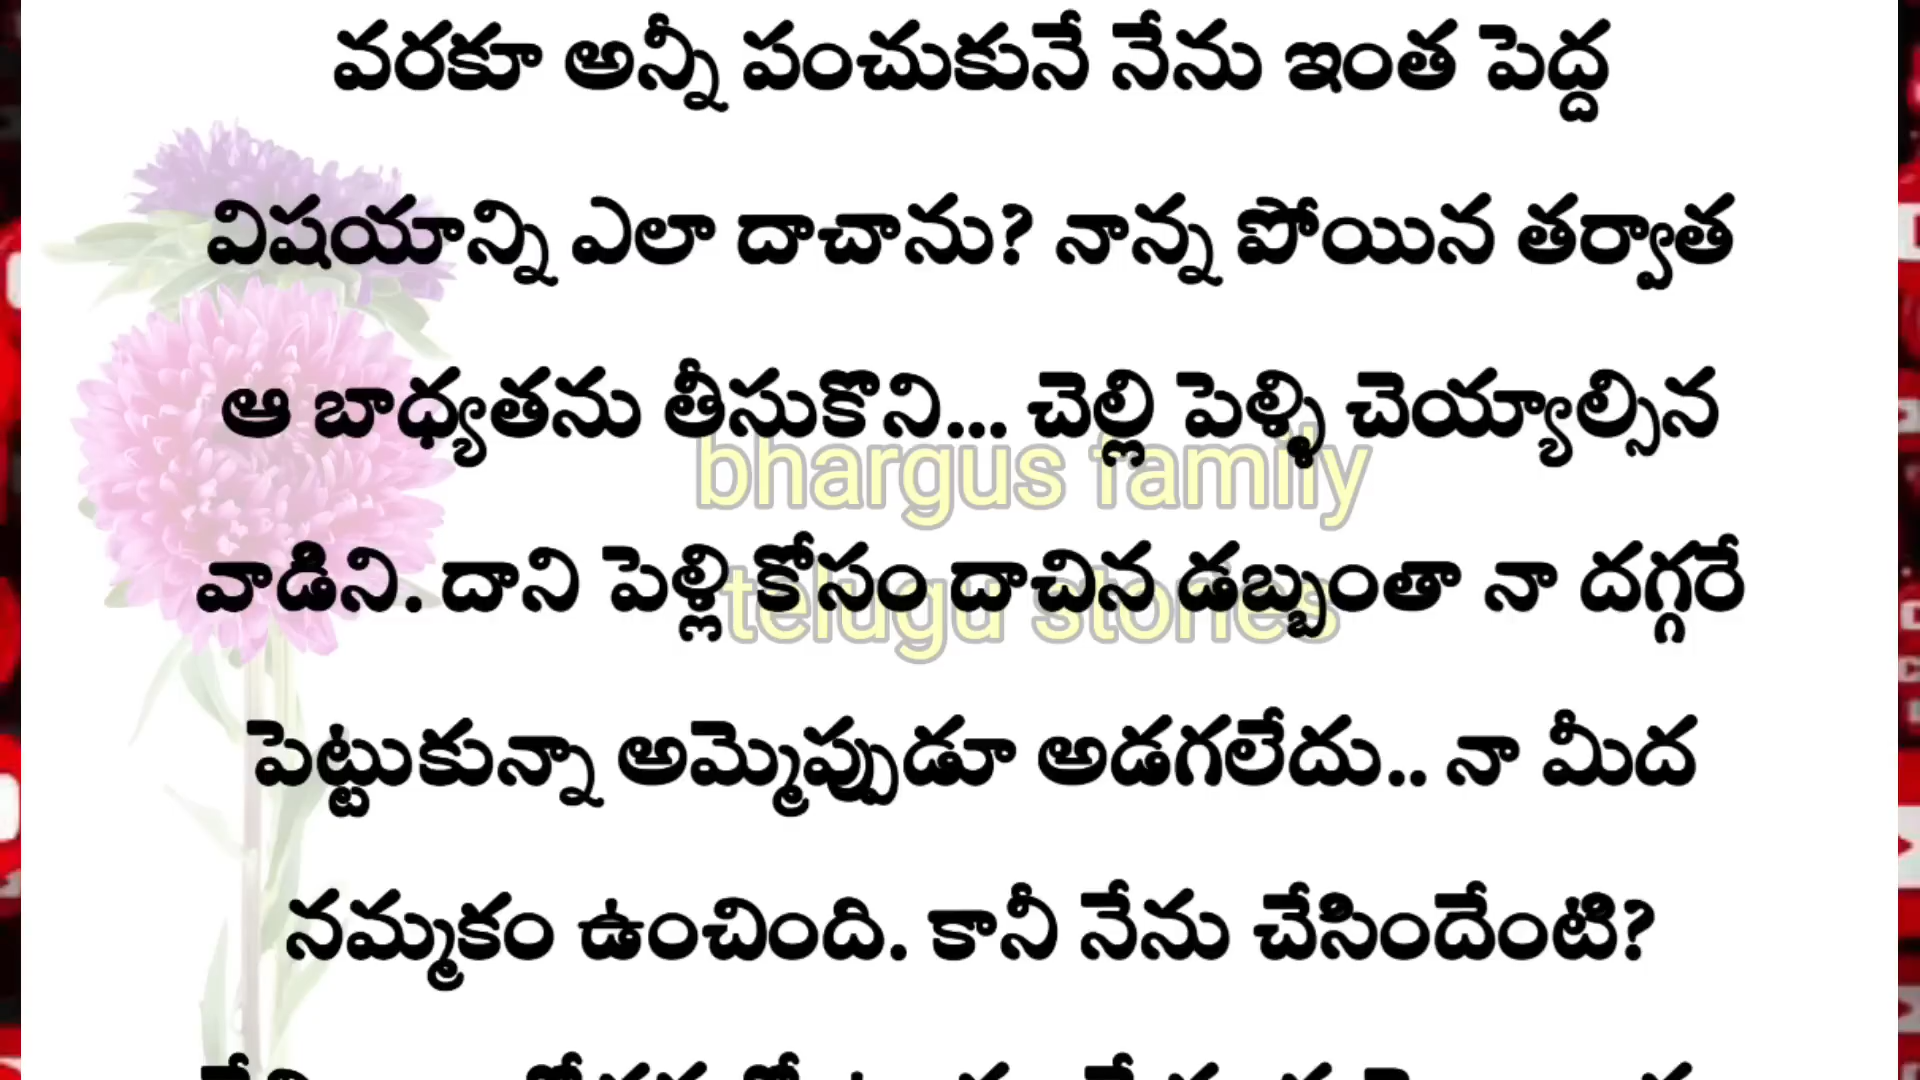 వరకూ అన్నీ పంచుకునే నేను ఇంత పెద్ద
విషయాన్ని ఎలా దాచాను? నాన్న పోయిన తర్వాత
ఆ బాధ్యతను తీసుకొని... చెల్లి పెళ్ళి చెయ్యాల్సిన
bhargus family
వాడిని. దాని పెళ్లి కోసం దాచిన డబ్బంతా నా దగ్గరే
telugu stories
పెట్టుకున్నా అమ్మెప్పుడూ అడగలేదు.. నా మీద
నమ్మకం ఉంచింది. కానీ నేను చేసిందేంటి?